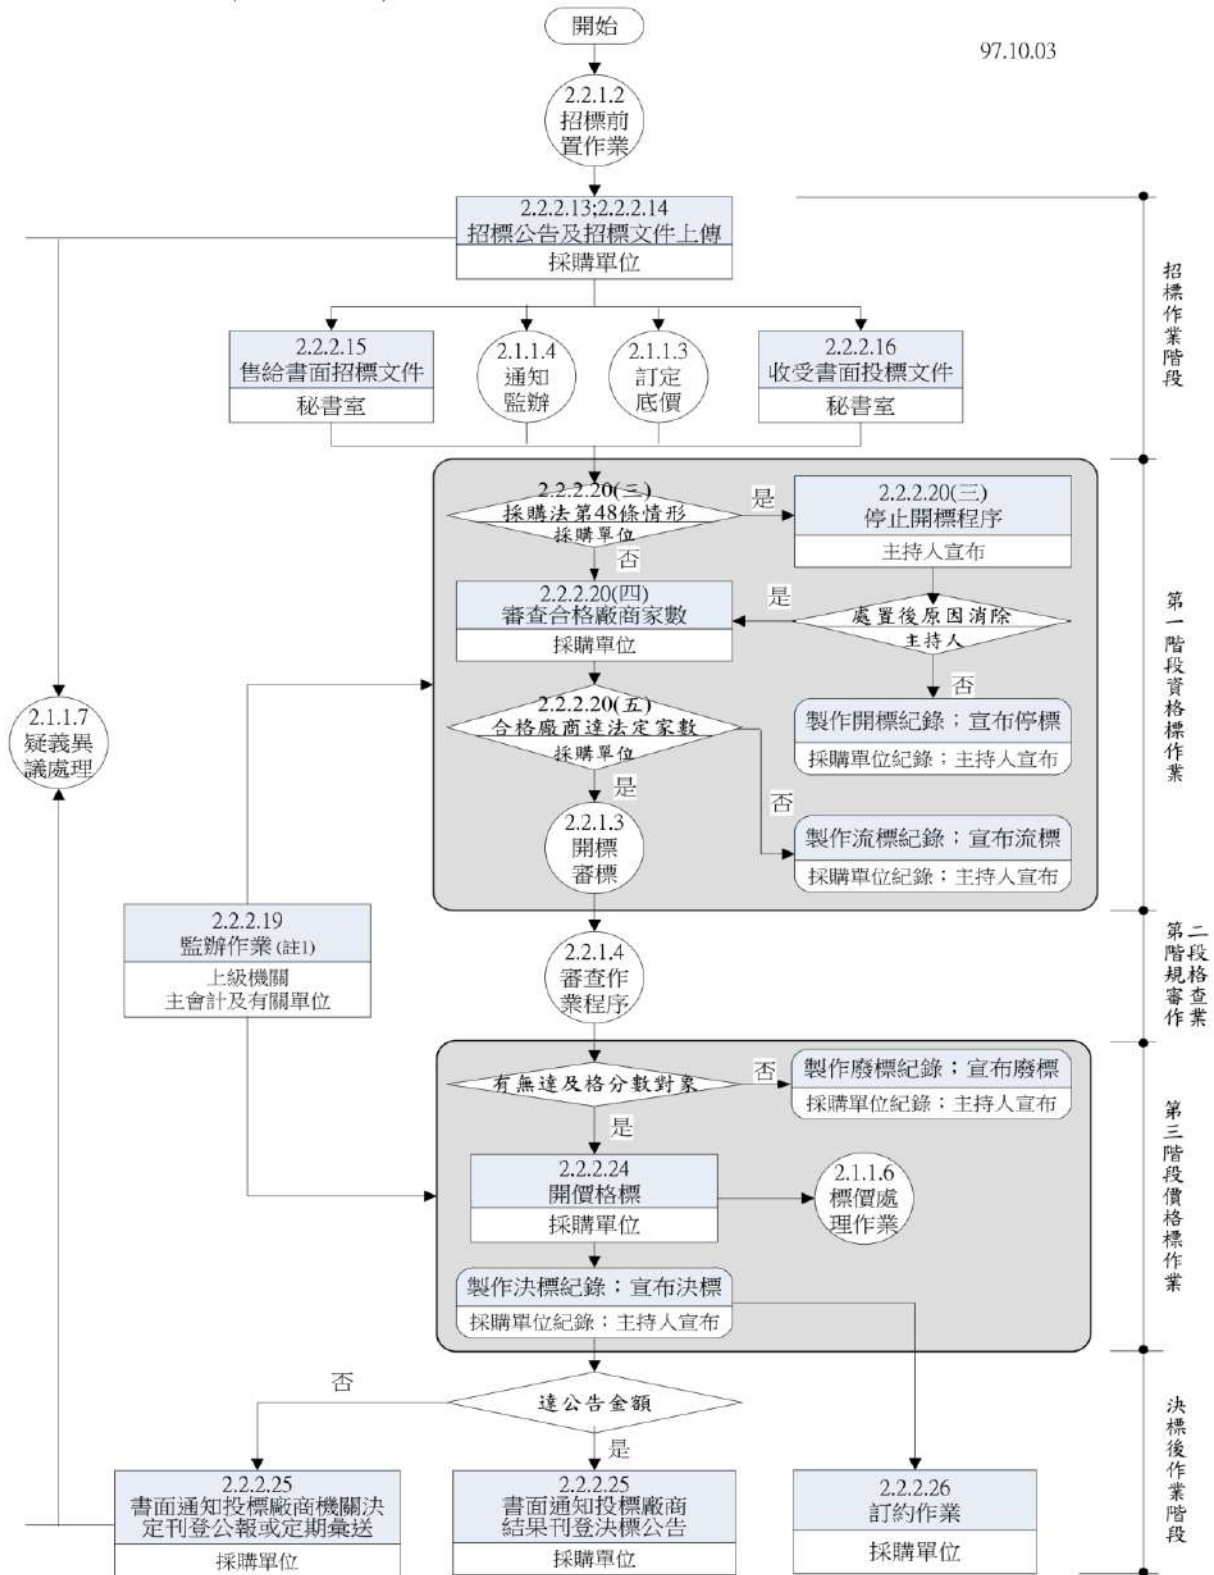 開始
97.10.03
2.2.1.2
招標前
置作業
2.2.2.13;2.2.2.14
招標公告及招標文件上傳
採購單位
招標作業階段
2.2.2.15
售給書面招標文件
秘書室
2.1.1.4
通知
監辦
2.1.1.3
訂定
底價
2.2.2.16
收受書面投標文件
秘書室
2.2.2.20(三)
採購法第48條情形
採購單位
是
否
2.2.2.20(三)
停止開標程序
主持人宣布
2.2.2.20(四)
審查合格廠商家數
採購單位
是
處置後原因消除
主持人
否
第一階段資格標作業
2.2.2.20(五)
合格廠商達法定家數
採購單位
是
否
製作開標紀錄；宣布停標
採購單位紀錄；主持人宣布
2.1.1.7
疑義異
議處理
2.2.1.3
開標
審標
製作流標紀錄；宣布流標
採購單位紀錄；主持人宣布
2.2.2.19
監辦作業(註1)
上級機關
主會計及有關單位
2.2.1.4
審查作
業程序
第二
階段
規格
審查
作業
有無達及格分數對象
否
是
製作廢標紀錄；宣布廢標
採購單位紀錄；主持人宣布
第三階段價格標作業
2.2.2.24
開價格標
採購單位
2.1.1.6
標價處
理作業
製作決標紀錄；宣布決標
採購單位紀錄；主持人宣布
達公告金額
否
是
決標後作業階段
2.2.2.25
書面通知投標廠商機關決
定刊登公報或定期彙送
採購單位
2.2.2.25
書面通知投標廠商
結果刊登決標公告
採購單位
2.2.2.26
訂約作業
採購單位